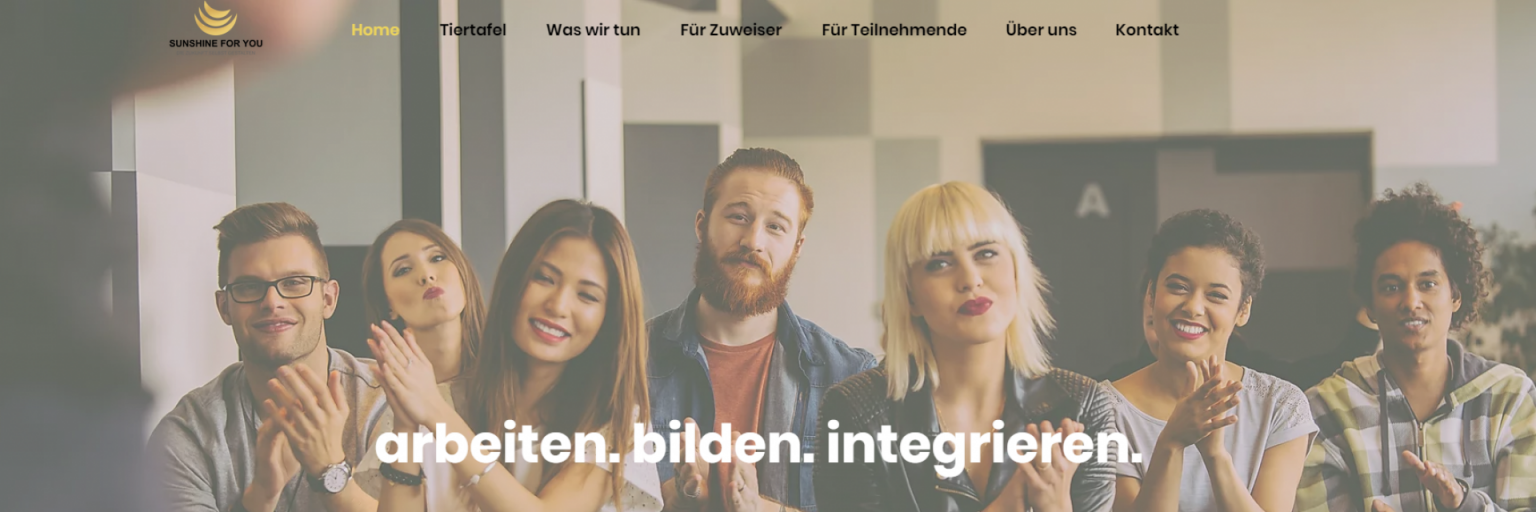 SUNSHINE FOR YOU
Home Tiertafel Was wir tun Für Zuweiser Für Teilnehmende Über uns Kontakt
A
arbeiten. bilden. integrieren.